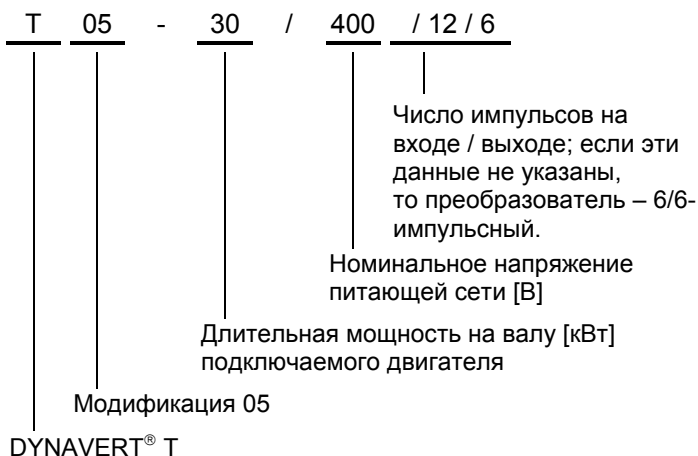 T 05 - 30 / 400 / 12 / 6
Число импульсов на
входе / выходе; если эти
данные не указаны,
то преобразователь – 6/6-
импульсный.
Номинальное напряжение
питающей сети [В]
Длительная мощность на валу [кВт]
подключаемого двигателя
Модификация 05
DYNAVERT® T